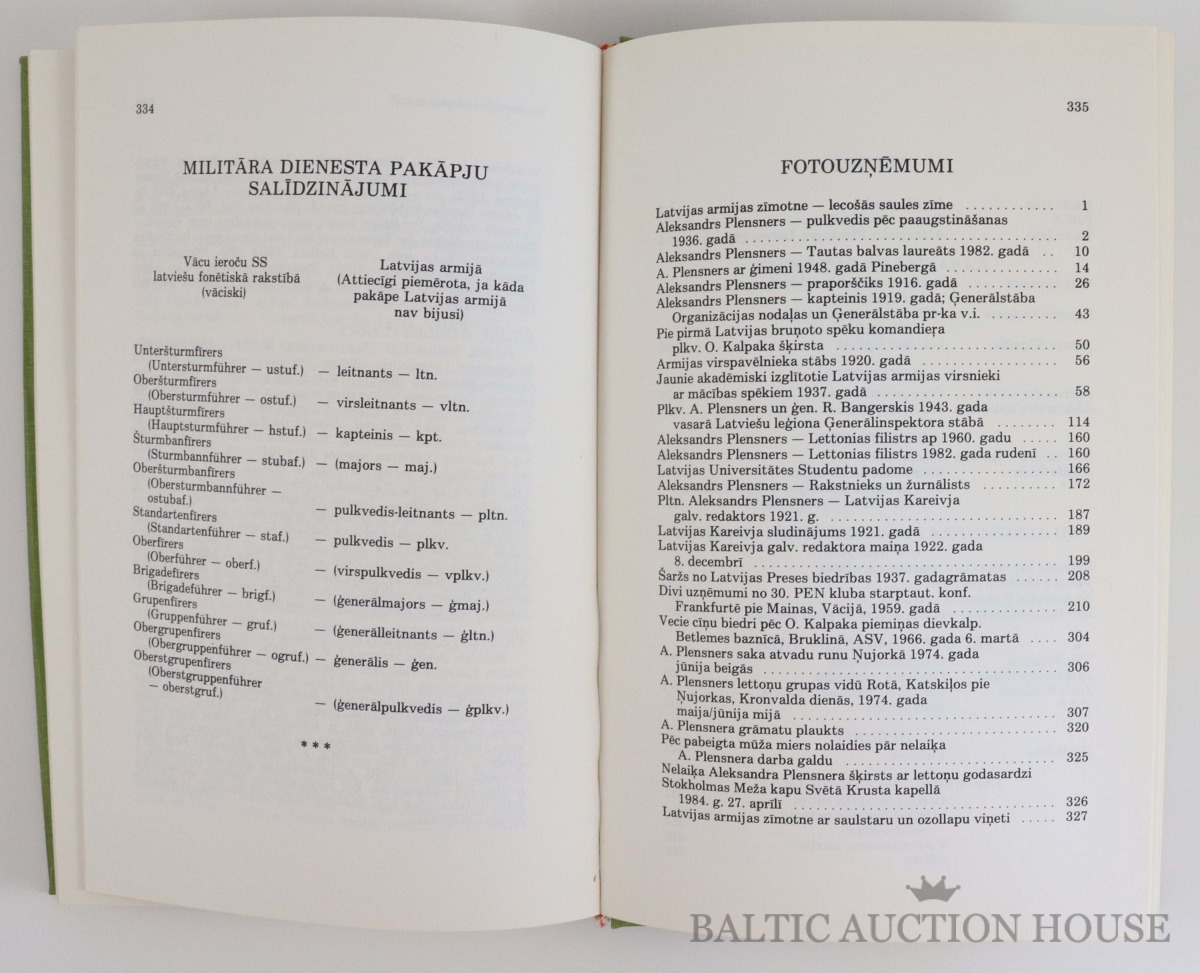 334
MILITĀRA DIENESTA PAKĀPJU
SALĪDZINĀJUMI
Vācu ieroču SS
latviešu fonētiskā rakstībā
(vāciski)
Latvijas armijā
(Attiecīgi piemērota, ja kāda
pakāpe Latvijas armijā
nav bijusi)
Unteršturmfīrers
(Untersturmführer — ustuf.) — leitnants — ltn.
Oberšturmfīrers
(Obersturmführer — ostuf.) — virsleitnants — vltn.
Hauptšturmfīrers
(Hauptsturmführer — hstuf.) — kapteinis — kpt.
Šturmbanfīrers
(Sturmbannführer — stubaf.) — (majors — maj.)
Oberšturmbanfīrers
(Obersturmbannführer —
ostubaf.) — pulkvedis-leitnants — pltn.
Standartenfīrers
(Standartenführer — staf.) — pulkvedis — plkv.
Oberfīrers
(Oberführer — oberf.) — (virspulkvedis — vplkv.)
Brigadefīrers
(Brigadeführer — brigf.) — (ģenerālmajors — ģmaj.)
Grupenfīrers
(Gruppenführer — gruf.) — (ģenerālleitnants — ģltn.)
Obergrupenfīrers
(Obergruppenführer — ogruf.) — ģenerālis — ģen.
Oberstgrupenfīrers
(Oberstgruppenführer
— oberstgruf.) — (ģenerālpulkvedis — ģplkv.)
* * *
335
FOTOUZŅĒMUMI
Latvijas armijas zīmotne — lecošās saules zīme ............ 1
Aleksandrs Plensners — pulkvedis pēc paaugstināšanas
1936. gadā ........................................ 2
Aleksandrs Plensners — Tautas balvas laureāts 1982. gadā .. 10
A. Plensners ar ģimeni 1948. gadā Pinebergā ............... 14
Aleksandrs Plensners — praporščiks 1916. gadā ............ 26
Aleksandrs Plensners — kapteinis 1919. gadā; Ģenerālštāba
Organizācijas nodaļas un Ģenerālštāba pr-ka v.i. ......... 43
Pie pirmā Latvijas bruņoto spēku komandieŗa
plkv. O. Kalpaka šķirsta ............................ 50
Armijas virspavēlnieka štābs 1920. gadā .................. 56
Jaunie akadēmiski izglītotie Latvijas armijas virsnieki
ar mācības spēkiem 1937. gadā ....................... 58
Plkv. A. Plensners un ģen. R. Bangerskis 1943. gada
vasarā Latviešu leģiona Ģenerālinspektora stābā ........ 114
Aleksandrs Plensners — Lettonias filistrs ap 1960. gadu ..... 160
Aleksandrs Plensners — Lettonias filistrs 1982. gada rudenī .. 160
Latvijas Universitātes Studentu padome ................. 166
Aleksandrs Plensners — Rakstnieks un žurnālists .......... 172
Pltn. Aleksandrs Plensners — Latvijas Kareivja
galv. redaktors 1921. g. ............................. 187
Latvijas Kareivja sludinājums 1921. gadā ................. 189
Latvijas Kareivja galv. redaktora maiņa 1922. gada
8. decembrī ....................................... 199
Šaržs no Latvijas Preses biedrības 1937. gadagrāmatas ...... 208
Divi uzņēmumi no 30. PEN kluba starptaut. konf.
Frankfurtē pie Mainas, Vācijā, 1959. gadā .............. 210
Vecie cīņu biedri pēc O. Kalpaka piemiņas dievkalp.
Betlemes baznīcā, Bruklinā, ASV, 1966. gada 6. martā .... 304
A. Plensners saka atvadu runu Ņujorkā 1974. gada
jūnija beigās ...................................... 306
A. Plensners lettoņu grupas vidū Rotā, Katskiļos pie
Ņujorkas, Kronvalda dienās, 1974. gada
maija/jūnija mijā .................................. 307
A. Plensnera grāmatu plaukts ........................... 320
Pēc pabeigta mūža miers nolaidies pār nelaiķa
A. Plensnera darba galdu ............................ 325
Nelaiķa Aleksandra Plensnera šķirsts ar lettoņu godasardzi
Stokholmas Meža kapu Svētā Krusta kapellā
1984. g. 27. aprīlī .................................. 326
Latvijas armijas zīmotne ar saulstaru un ozollapu viņeti ..... 327
BALTIC AUCTION HOUSE